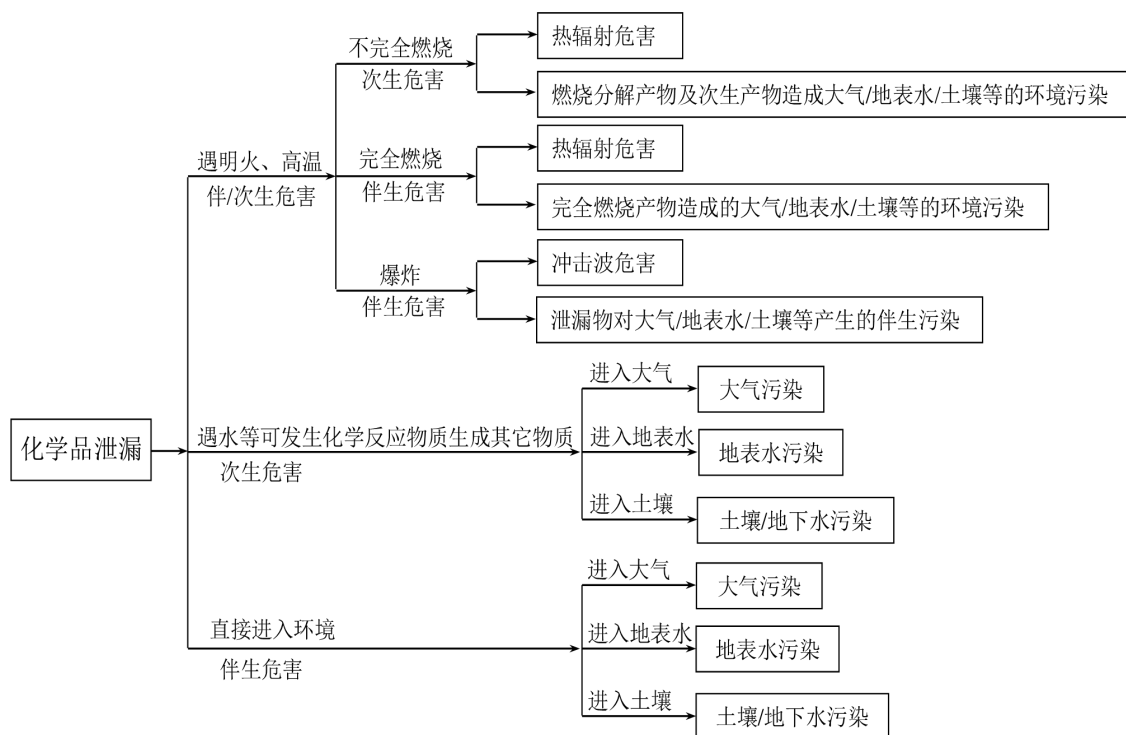 不完全燃烧
次生危害
热辐射危害
燃烧分解产物及次生产物造成大气/地表水/土壤等的环境污染
遇明火、高温
伴/次生危害
完全燃烧
伴生危害
热辐射危害
完全燃烧产物造成的大气/地表水/土壤等的环境污染
爆炸
伴生危害
冲击波危害
泄漏物对大气/地表水/土壤等产生的伴生污染
化学品泄漏
遇水等可发生化学反应物质生成其它物质
次生危害
进入大气
大气污染
进入地表水
地表水污染
进入土壤
土壤/地下水污染
直接进入环境
伴生危害
进入大气
大气污染
进入地表水
地表水污染
进入土壤
土壤/地下水污染